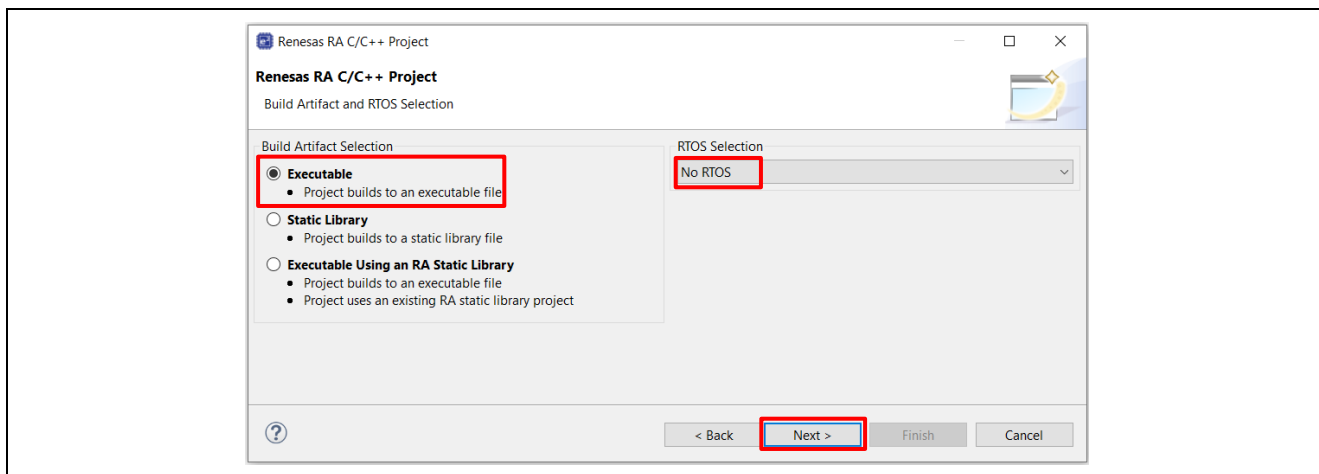 Renesas RA C/C++ Project
Renesas RA C/C++ Project
Build Artifact and RTOS Selection
Build Artifact Selection
Executable
• Project builds to an executable file
Static Library
• Project builds to a static library file
Executable Using an RA Static Library
• Project builds to an executable file
• Project uses an existing RA static library project
RTOS Selection
No RTOS
?
< Back
Next >
Finish
Cancel